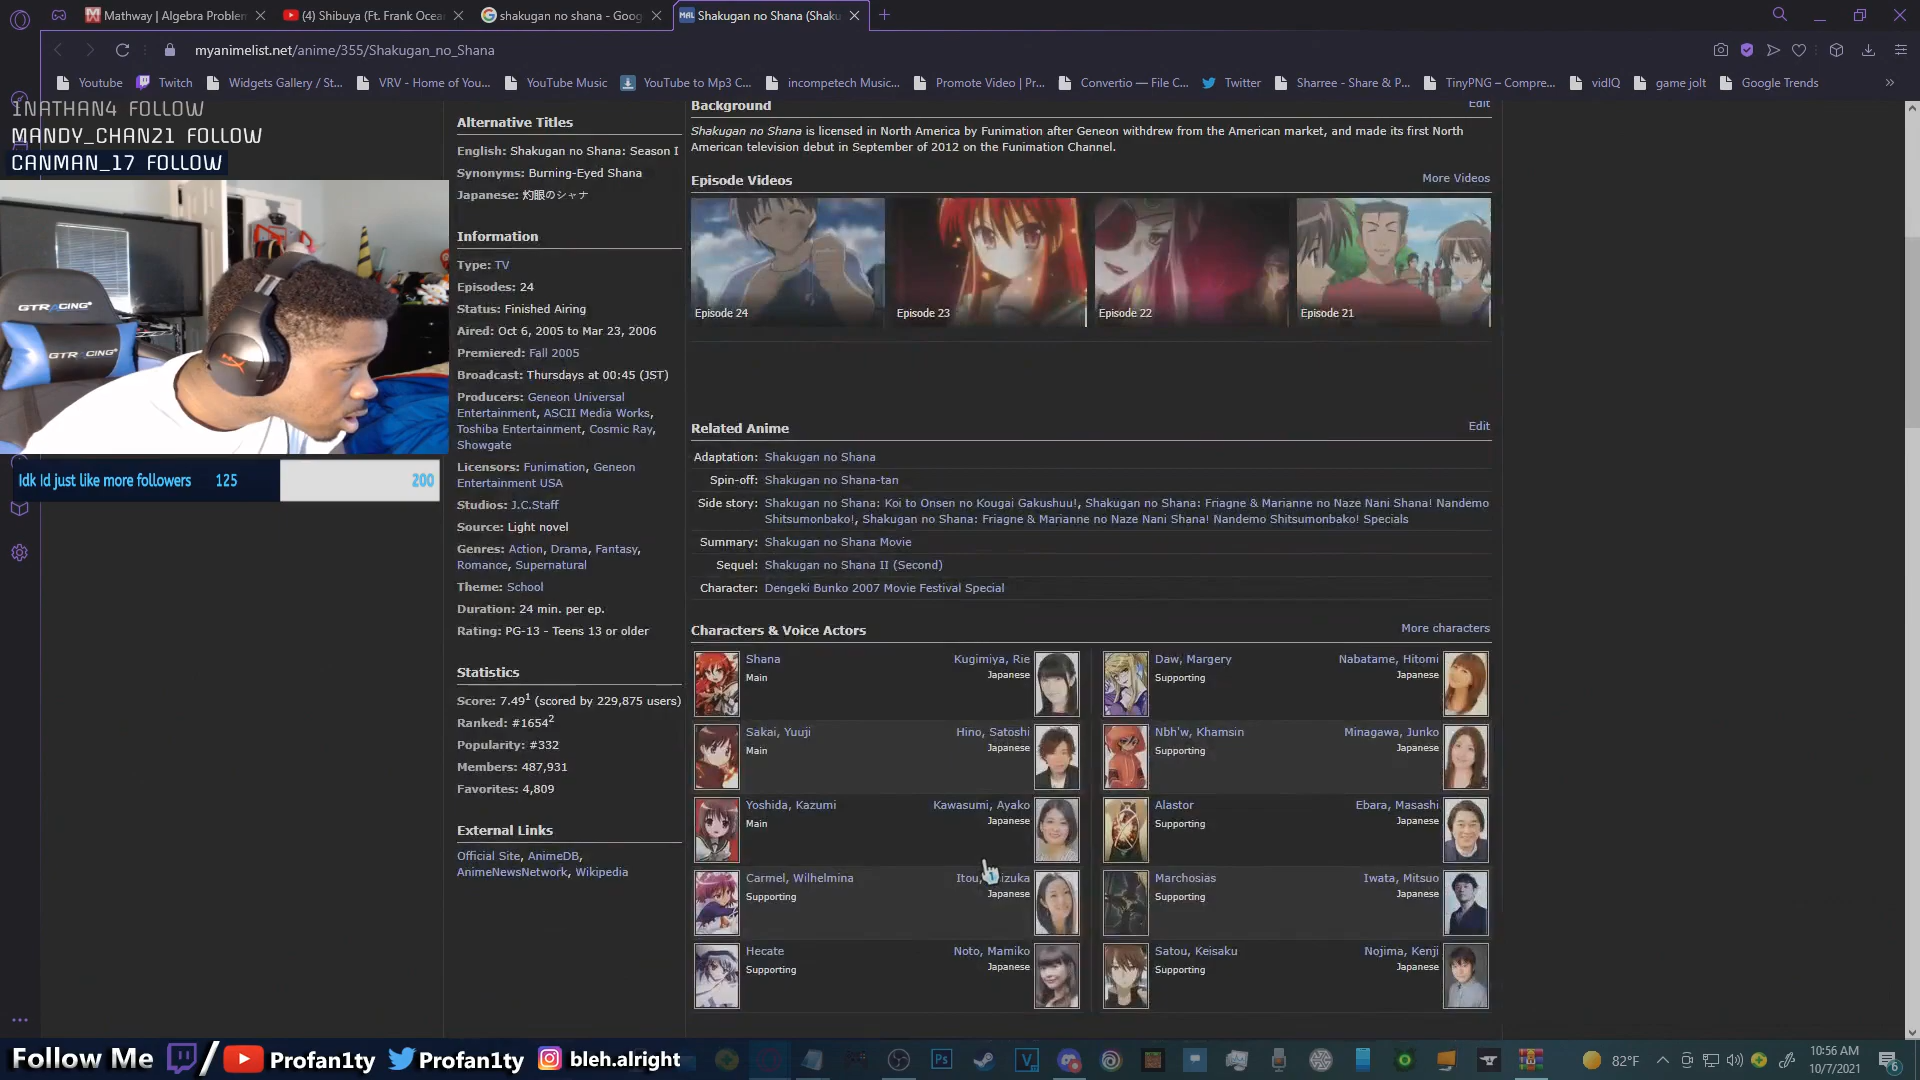 Mathway | Algebra Problem
(4) Shibuya (Ft. Frank Ocea
shakugan no shana - Goog
Shakugan no Shana (Shaku
myanimelist.net/anime/355/Shakugan_no_Shana
Youtube
Twitch
Widgets Gallery / St...
VRV - Home of You...
YouTube Music
YouTube to Mp3 C...
incompetech Music...
Promote Video | Pr...
Convertio — File C...
Twitter
Sharree - Share & P...
TinyPNG – Compre...
vidIQ
game jolt
Google Trends
1NATHAN4 FOLLOW
MANDY_CHAN21 FOLLOW
CANMAN_17 FOLLOW
GTRACING
GTRACING
Idk Id just like more followers 125 200
Alternative Titles
English: Shakugan no Shana: Season I
Synonyms: Burning-Eyed Shana
Japanese: 灼眼のシャナ
Information
Type: TV
Episodes: 24
Status: Finished Airing
Aired: Oct 6, 2005 to Mar 23, 2006
Premiered: Fall 2005
Broadcast: Thursdays at 00:45 (JST)
Producers: Geneon Universal
Entertainment, ASCII Media Works,
Toshiba Entertainment, Cosmic Ray,
Showgate
Licensors: Funimation, Geneon
Entertainment USA
Studios: J.C.Staff
Source: Light novel
Genres: Action, Drama, Fantasy,
Romance, Supernatural
Theme: School
Duration: 24 min. per ep.
Rating: PG-13 - Teens 13 or older
Statistics
Score: 7.49¹ (scored by 229,875 users)
Ranked: #1654²
Popularity: #332
Members: 487,931
Favorites: 4,809
External Links
Official Site, AnimeDB,
AnimeNewsNetwork, Wikipedia
Background Edit
Shakugan no Shana is licensed in North America by Funimation after Geneon withdrew from the American market, and made its first North
American television debut in September of 2012 on the Funimation Channel.
Episode Videos More Videos
Episode 24
Episode 23
Episode 22
Episode 21
Related Anime Edit
Adaptation: Shakugan no Shana
Spin-off: Shakugan no Shana-tan
Side story: Shakugan no Shana: Koi to Onsen no Kougai Gakushuu!, Shakugan no Shana: Friagne & Marianne no Naze Nani Shana! Nandemo
Shitsumonbako!, Shakugan no Shana: Friagne & Marianne no Naze Nani Shana! Nandemo Shitsumonbako! Specials
Summary: Shakugan no Shana Movie
Sequel: Shakugan no Shana II (Second)
Character: Dengeki Bunko 2007 Movie Festival Special
Characters & Voice Actors More characters
Shana Kugimiya, Rie
Main Japanese
Sakai, Yuuji Hino, Satoshi
Main Japanese
Yoshida, Kazumi Kawasumi, Ayako
Main Japanese
Carmel, Wilhelmina Itou,
Supporting Japanese
Hecate Noto, Mamiko
Supporting Japanese
Daw, Margery Nabatame, Hitomi
Supporting Japanese
Nbh'w, Khamsin Minagawa, Junko
Supporting Japanese
Alastor Ebara, Masashi
Supporting Japanese
Marchosias Iwata, Mitsuo
Supporting Japanese
Satou, Keisaku Nojima, Kenji
Supporting Japanese
Follow Me / Profan1ty Profan1ty bleh.alright
82°F
10:56 AM
10/7/2021
6